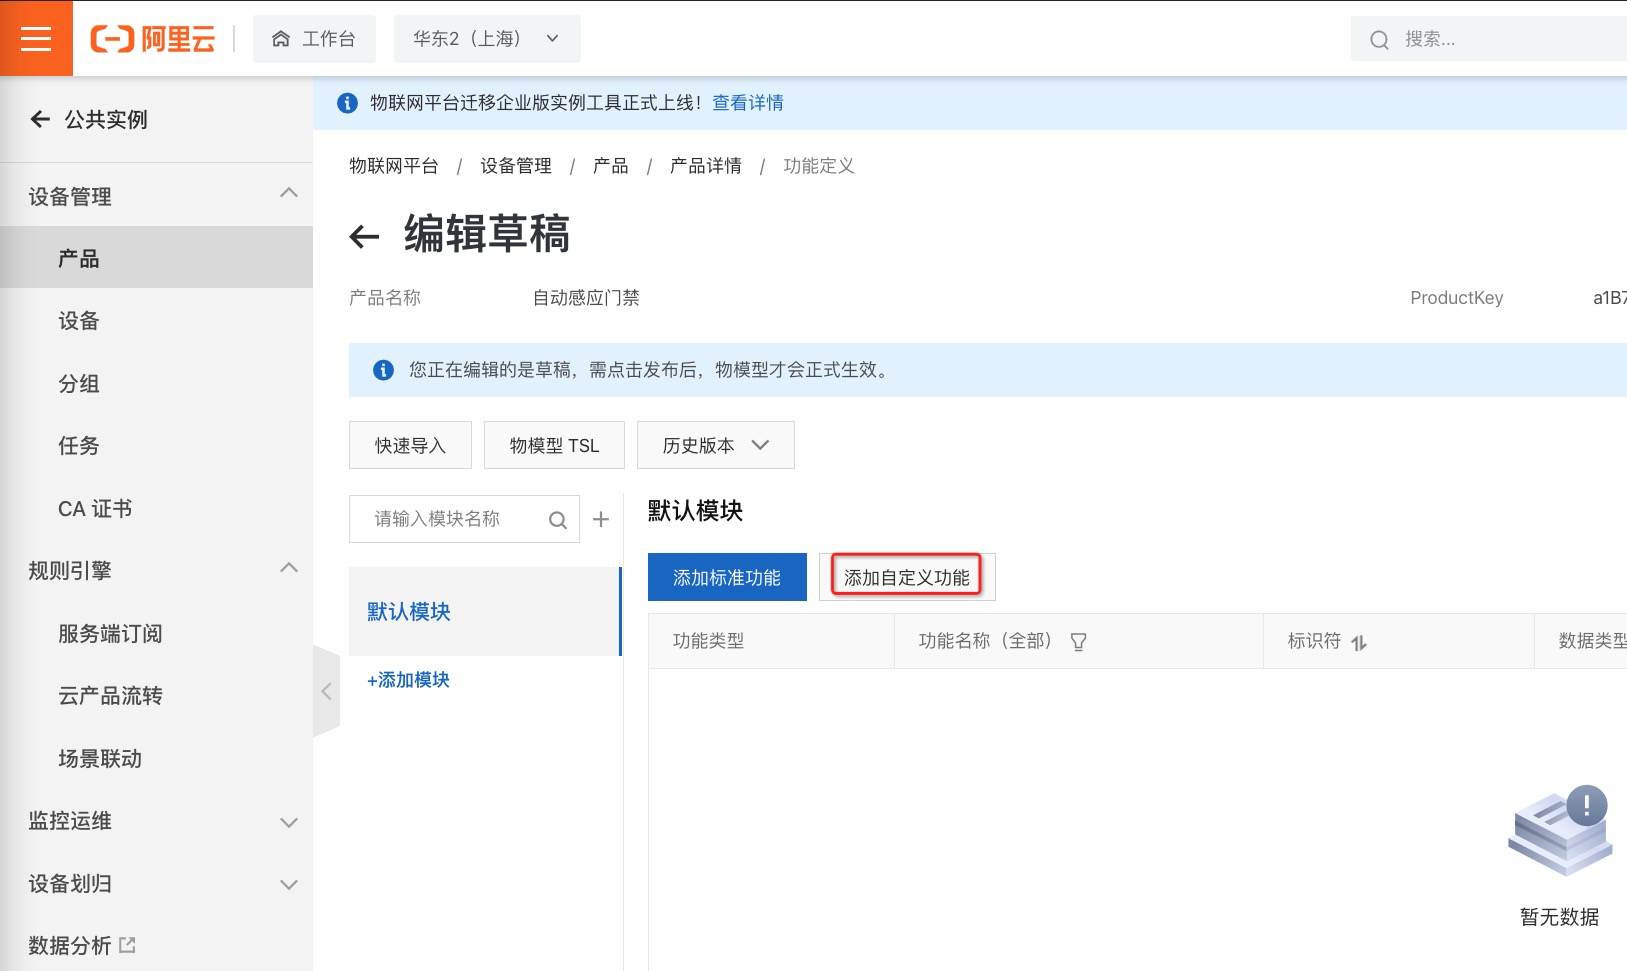 阿里云
工作台
华东2（上海）
搜索...
公共实例
物联网平台迁移企业版实例工具正式上线！查看详情
物联网平台 / 设备管理 / 产品 / 产品详情 / 功能定义
编辑草稿
产品名称 自动感应门禁 ProductKey a1B7
您正在编辑的是草稿，需点击发布后，物模型才会正式生效。
设备管理
产品
设备
分组
任务
CA 证书
规则引擎
服务端订阅
云产品流转
场景联动
监控运维
设备划归
数据分析
快速导入
物模型 TSL
历史版本
请输入模块名称
默认模块
+添加模块
默认模块
添加标准功能
添加自定义功能
功能类型 功能名称（全部） 标识符 数据类型
暂无数据